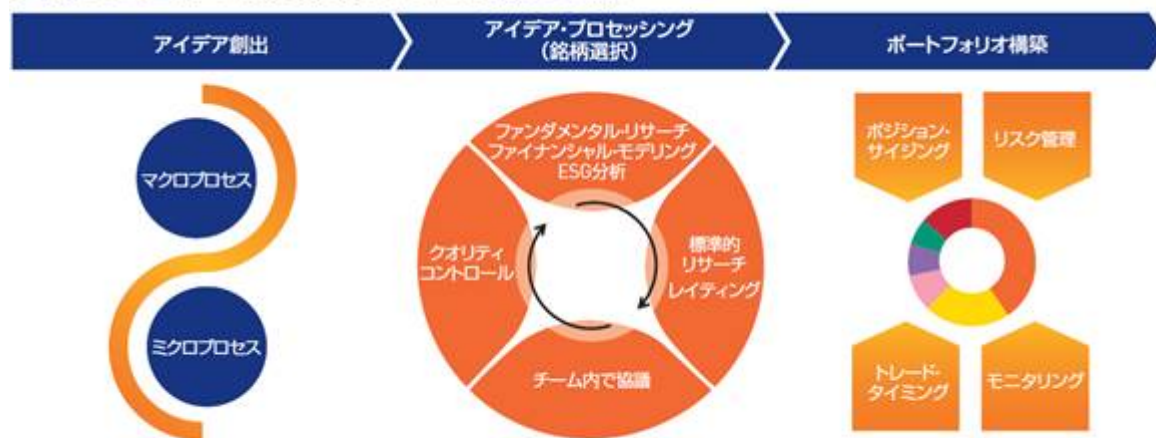 アイデア創出
アイデア・プロセッシング
(銘柄選択)
ポートフォリオ構築
マクロプロセス
ミクロプロセス
ファンダメンタル・リサーチ
ファイナンシャル・モデリング
ESG分析
標準的
リサーチ
レイティング
チーム内で協議
クオリティ
コントロール
ポジション・
サイジング
リスク管理
トレード・
タイミング
モニタリング